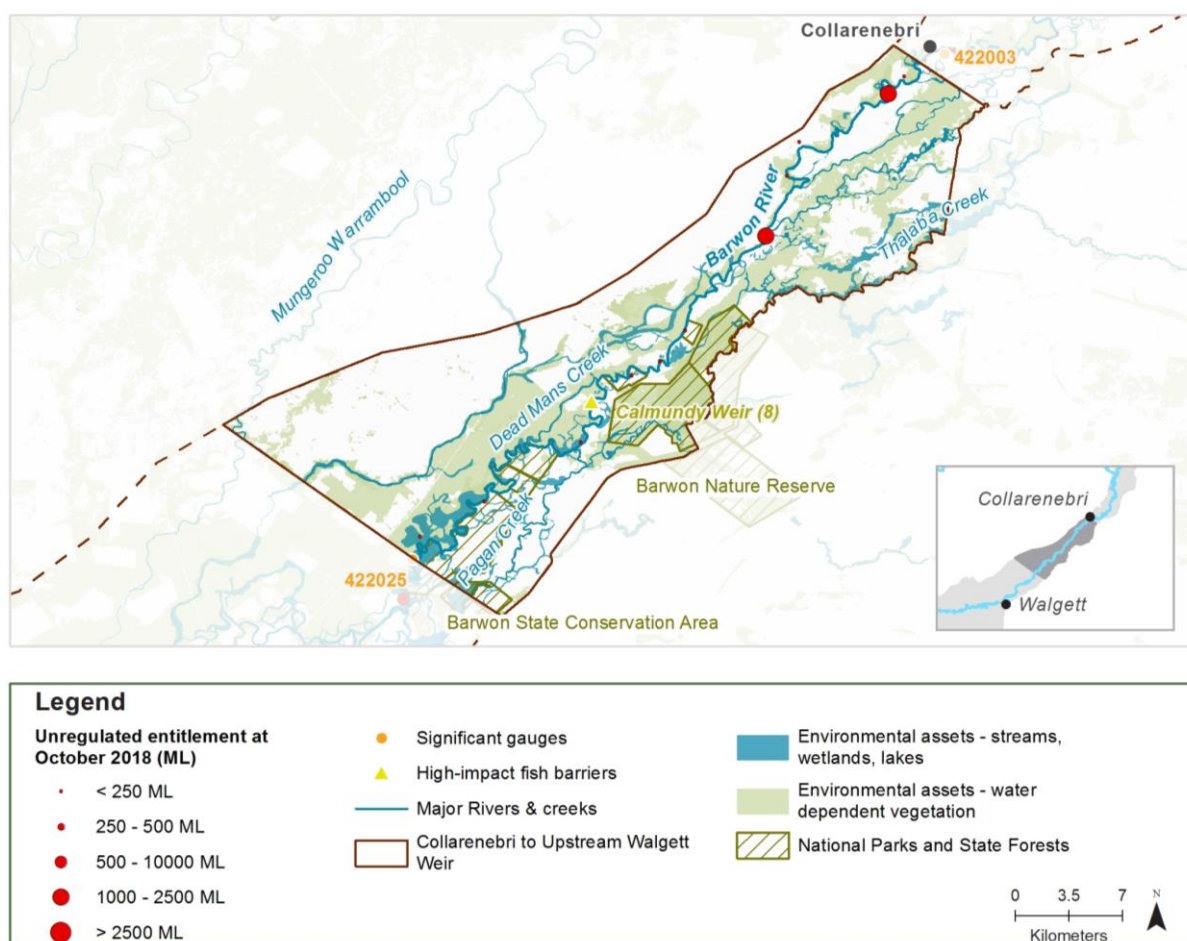 Collarenebri
422003
Mungeroo Warrambool
Barwon River
Thalaba Creek
Dead Mans Creek
Calmundy Weir (8)
Barwon Nature Reserve
Pagan Creek
422025
Barwon State Conservation Area
Collarenebri
Walgett
Legend
Unregulated entitlement at
October 2018 (ML)
< 250 ML
250 - 500 ML
500 - 10000 ML
1000 - 2500 ML
> 2500 ML
Significant gauges
High-impact fish barriers
Major Rivers & creeks
Collarenebri to Upstream Walgett
Weir
Environmental assets - streams,
wetlands, lakes
Environmental assets - water
dependent vegetation
National Parks and State Forests
0 3.5 7
N
Kilometers